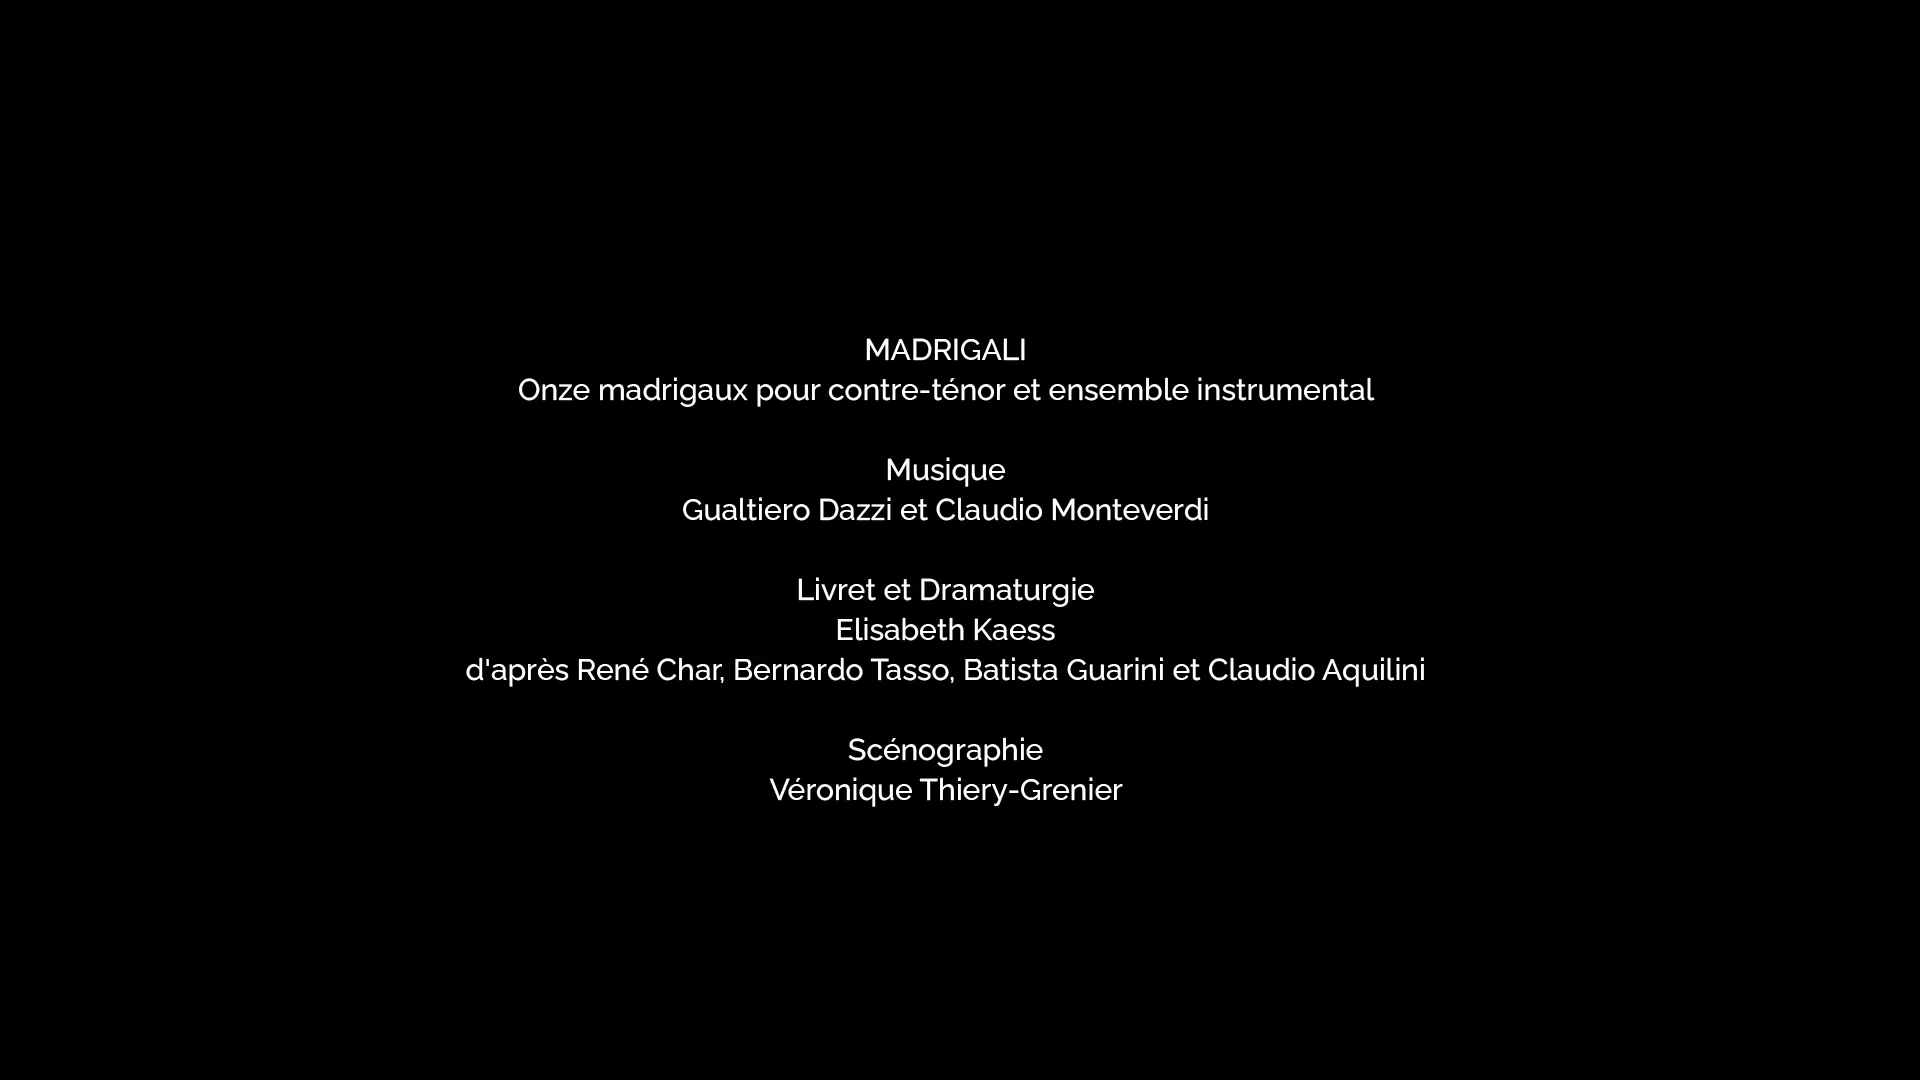 MADRIGALI
Onze madrigaux pour contre-ténor et ensemble instrumental
Musique
Gualtiero Dazzi et Claudio Monteverdi
Livret et Dramaturgie
Elisabeth Kaess
d'après René Char, Bernardo Tasso, Batista Guarini et Claudio Aquilini
Scénographie
Véronique Thiery-Grenier